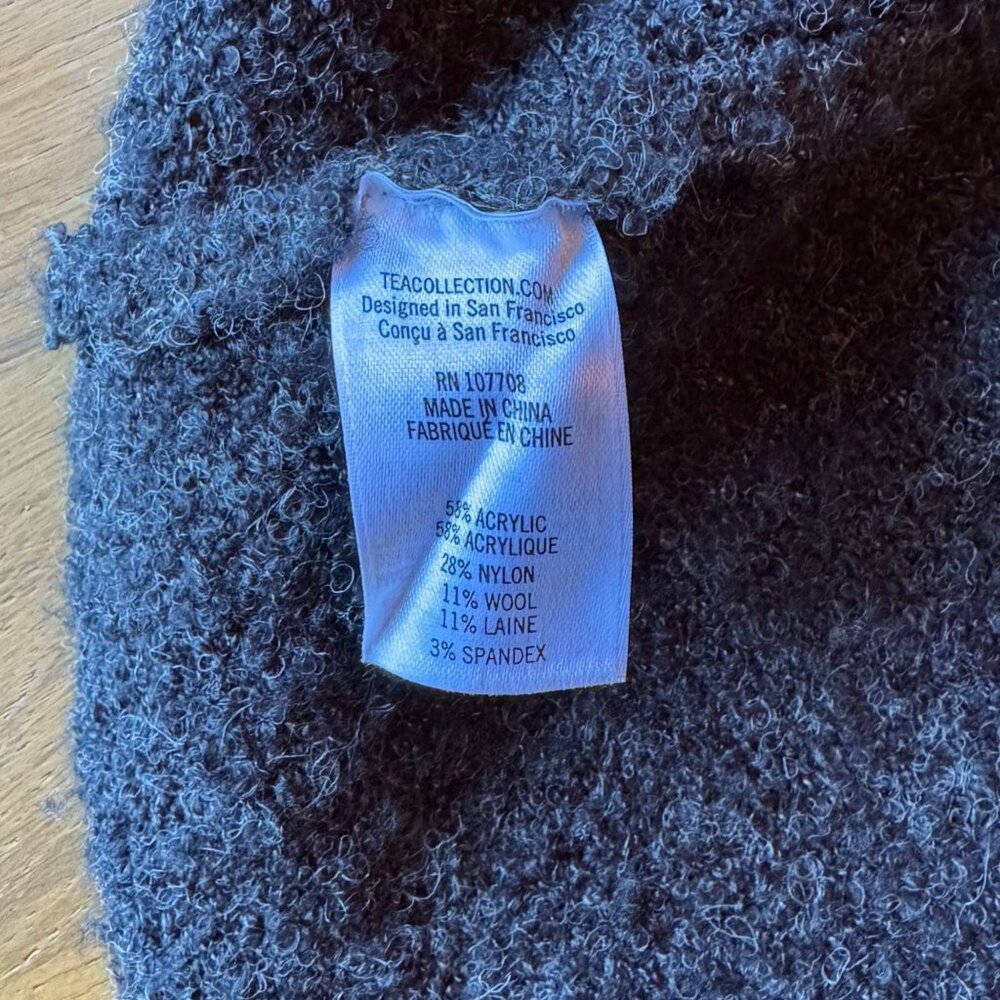 TEACOLLECTION.COM
Designed in San Francisco
Conçu à San Francisco
RN 107708
MADE IN CHINA
FABRIQUÉ EN CHINE
58% ACRYLIC
58% ACRYLIQUE
28% NYLON
11% WOOL
11% LAINE
3% SPANDEX